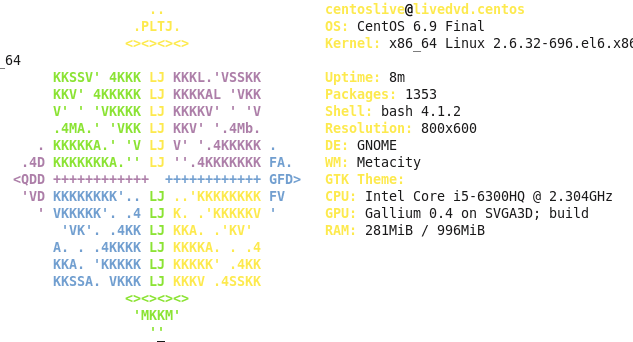 ..                    centoslive@livedvd.centos
                 .PLTJ.                  OS: CentOS 6.9 Final
                <><><><>                 Kernel: x86_64 Linux 2.6.32-696.el6.x86
_64
       KKSSV' 4KKK LJ KKKL.'VSSKK        Uptime: 8m
       KKV' 4KKKKK LJ KKKKAL 'VKK        Packages: 1353
       V' ' 'VKKKK LJ KKKKV' ' 'V        Shell: bash 4.1.2
       .4MA.' 'VKK LJ KKV' '.4Mb.        Resolution: 800x600
     . KKKKKA.' 'V LJ V' '.4KKKKK .      DE: GNOME
   .4D KKKKKKKA.'' LJ ''.4KKKKKKK FA.    WM: Metacity
  <QDD ++++++++++++  ++++++++++++ GFD>   GTK Theme:
   'VD KKKKKKKK'.. LJ ..'KKKKKKKK FV     CPU: Intel Core i5-6300HQ @ 2.304GHz
     ' VKKKKK'. .4 LJ K. .'KKKKKV '      GPU: Gallium 0.4 on SVGA3D; build
        'VK'. .4KK LJ KKA. .'KV'         RAM: 281MiB / 996MiB
       A. . .4KKKK LJ KKKKA. . .4
       KKA. 'KKKKK LJ KKKKK' .4KK
       KKSSA. VKKK LJ KKKV .4SSKK
                <><><><>
                 'MKKM'
                   ''